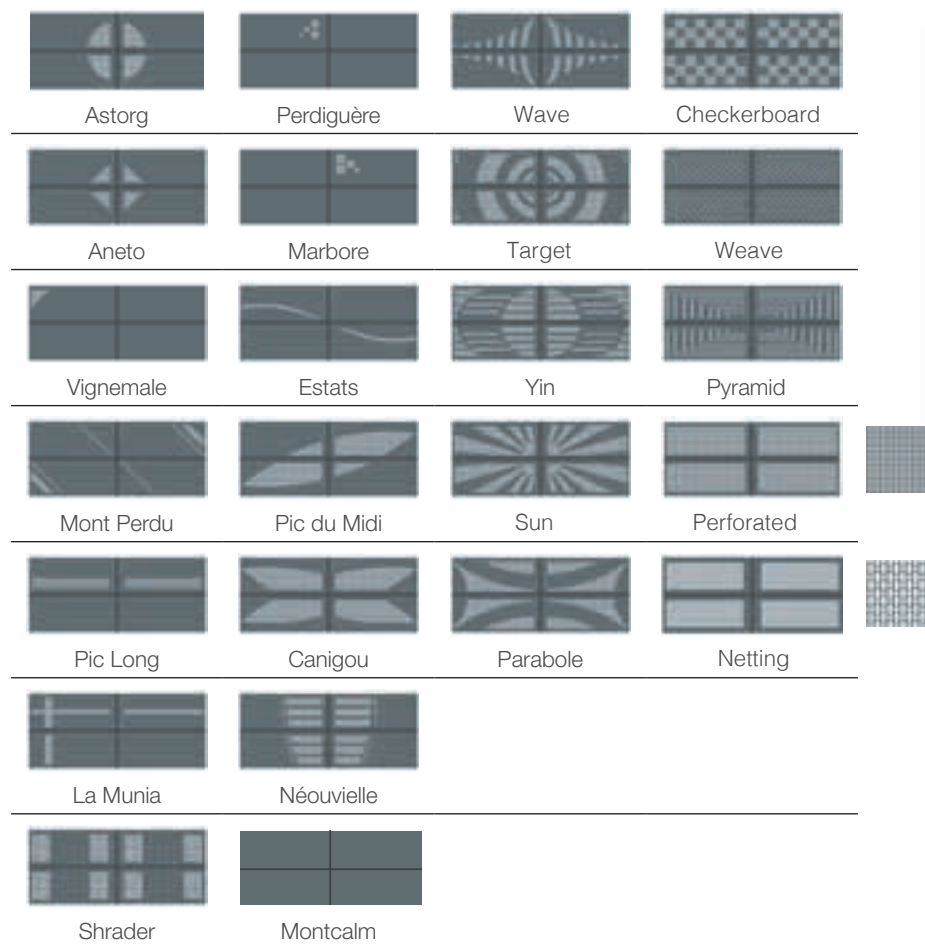 Astorg Perdiguère Wave Checkerboard
Aneto Marbore Target Weave
Vignemale Estats Yin Pyramid
Mont Perdu Pic du Midi Sun Perforated
Pic Long Canigou Parabole Netting
La Munia Néouvielle
Shrader Montcalm